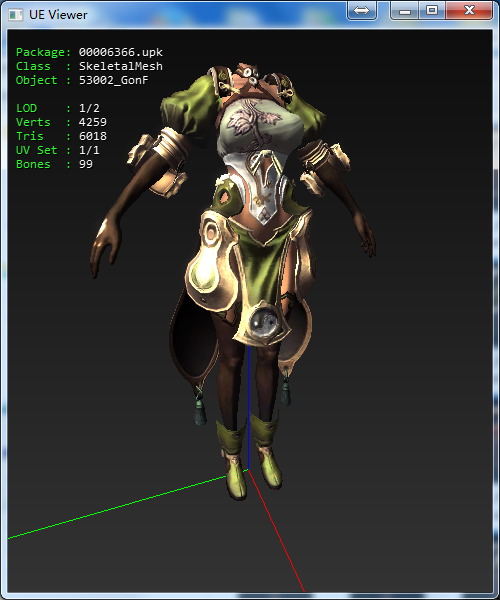 UE Viewer
Package: 00006366.upk
Class : SkeletalMesh
Object : 53002_GonF
LOD : 1/2
Verts : 4259
Tris : 6018
UV Set : 1/1
Bones : 99